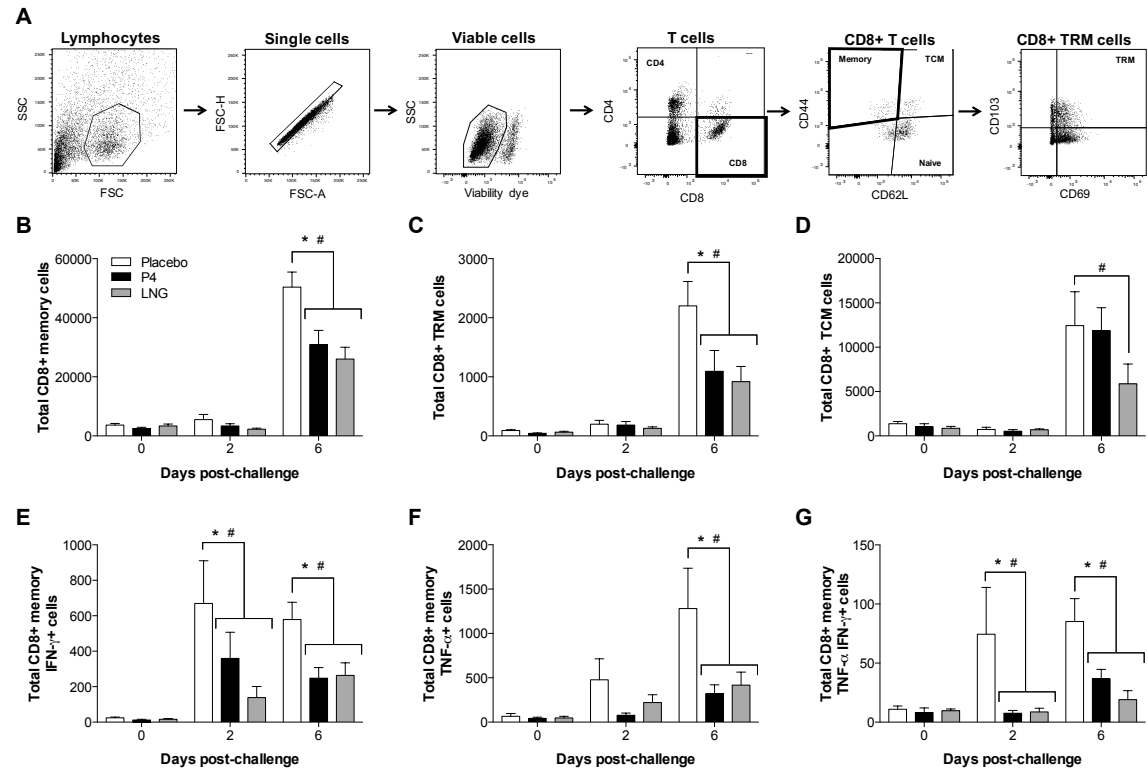 A
Lymphocytes
Single cells
Viable cells
T cells
CD8+ T cells
CD8+ TRM cells
SSC
FSC
FSC-H
FSC-A
SSC
Viability dye
CD4
CD4
CD8
CD8
Memory
TCM
Naive
CD44
CD62L
TRM
CD103
CD69
B
Total CD8+ memory cells
60000
40000
20000
0
Placebo
P4
LNG
* #
0 2 6
Days post-challenge
C
Total CD8+ TRM cells
3000
2000
1000
0
* #
0 2 6
Days post-challenge
D
Total CD8+ TCM cells
20000
15000
10000
5000
0
#
0 2 6
Days post-challenge
E
Total CD8+ memory
IFN-γ+ cells
1000
800
600
400
200
0
* #
* #
0 2 6
Days post-challenge
F
Total CD8+ memory
TNF-α+ cells
2000
1500
1000
500
0
* #
0 2 6
Days post-challenge
G
Total CD8+ memory
TNF-α IFN-γ+ cells
150
100
50
0
* #
* #
0 2 6
Days post-challenge